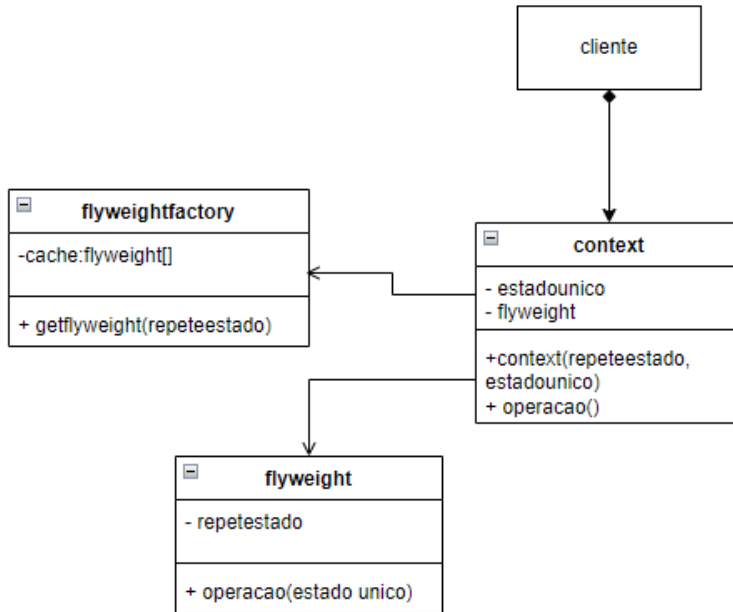 cliente
flyweightfactory
-cache:flyweight[]
+ getflyweight(repeteestado)
context
- estadounico
- flyweight
+context(repeteestado,
estadounico)
+ operacao()
flyweight
- repetestado
+ operacao(estado unico)